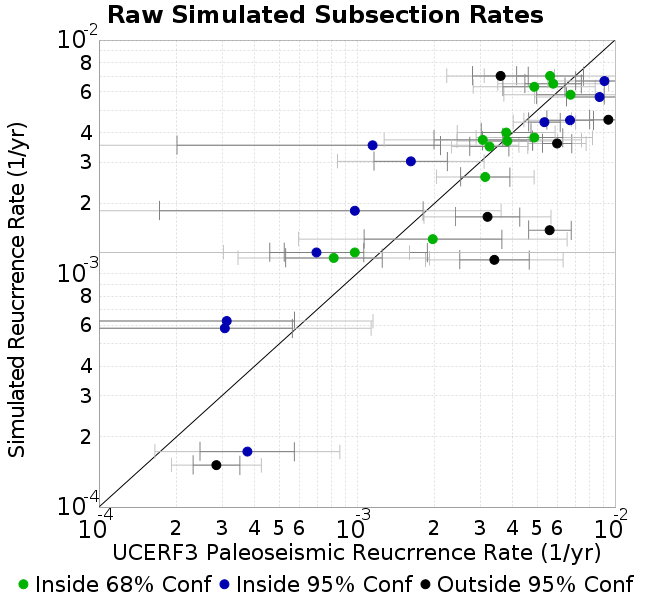 Raw Simulated Subsection Rates
10-2
8
6
4
3
2
10-3
8
6
4
3
2
10-4
10-4 2 3 4 5 6 10-3 2 3 4 5 6 10-2
Simulated Reucrrence Rate (1/yr)
UCERF3 Paleoseismic Reucrrence Rate (1/yr)
Inside 68% Conf Inside 95% Conf Outside 95% Conf